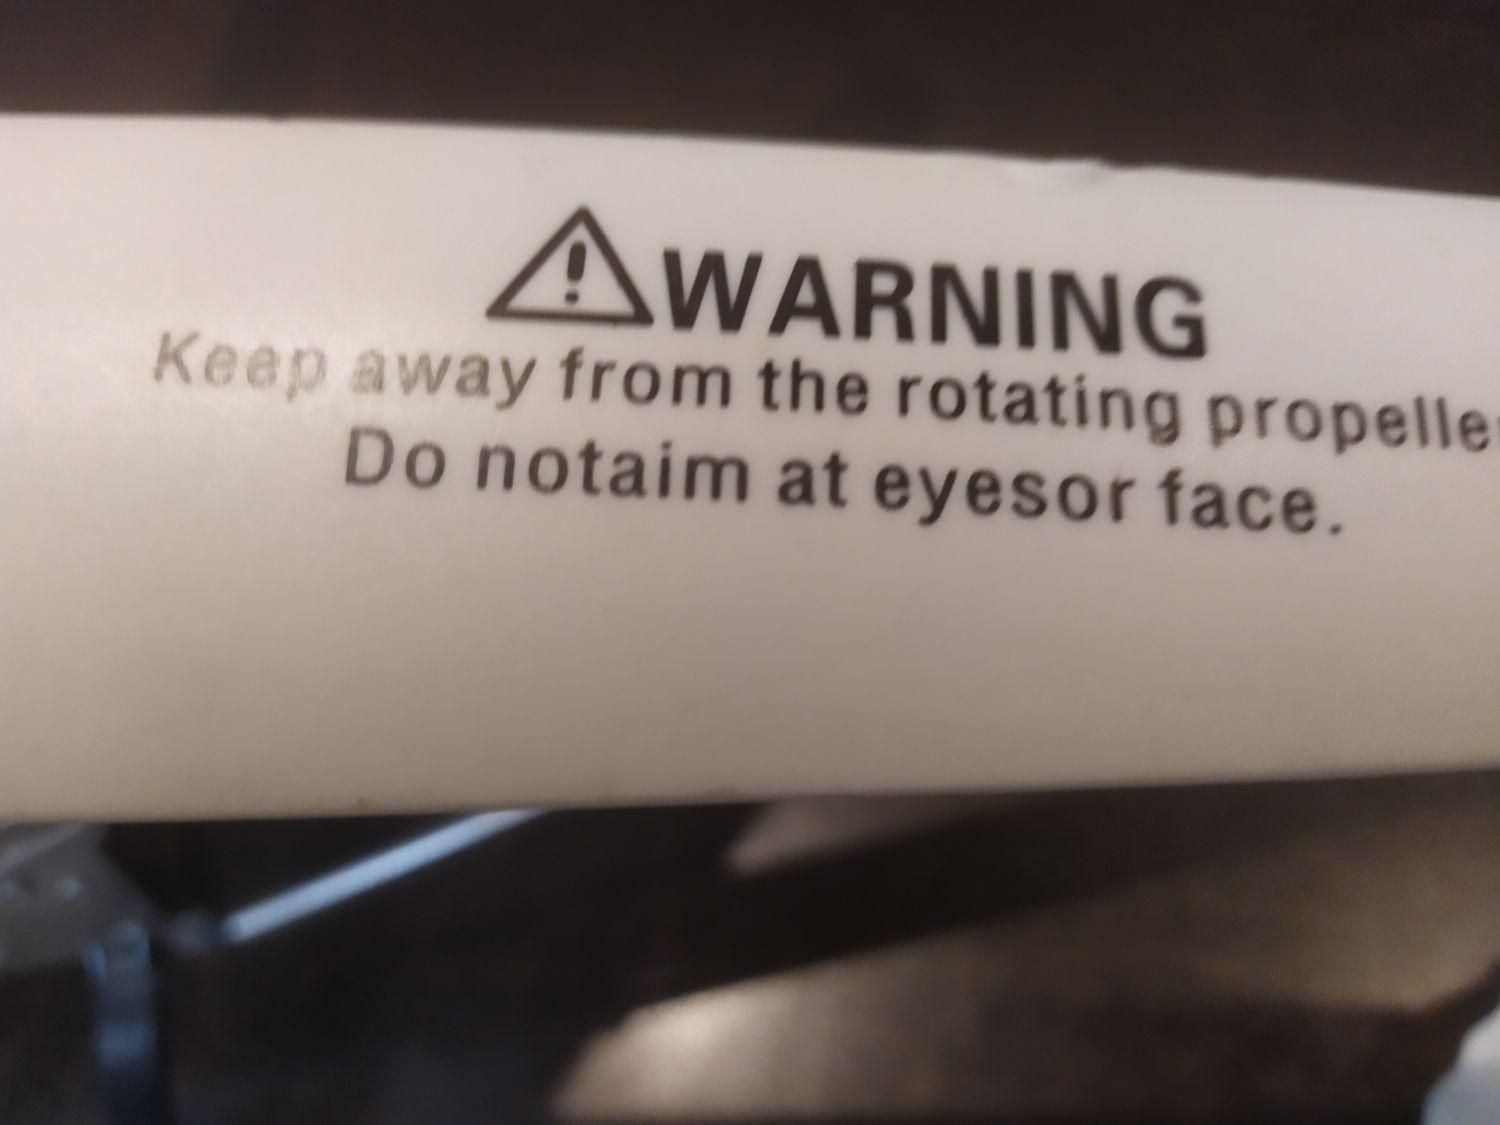 WARNING
Keep away from the rotating propelle
Do notaim at eyesor face.